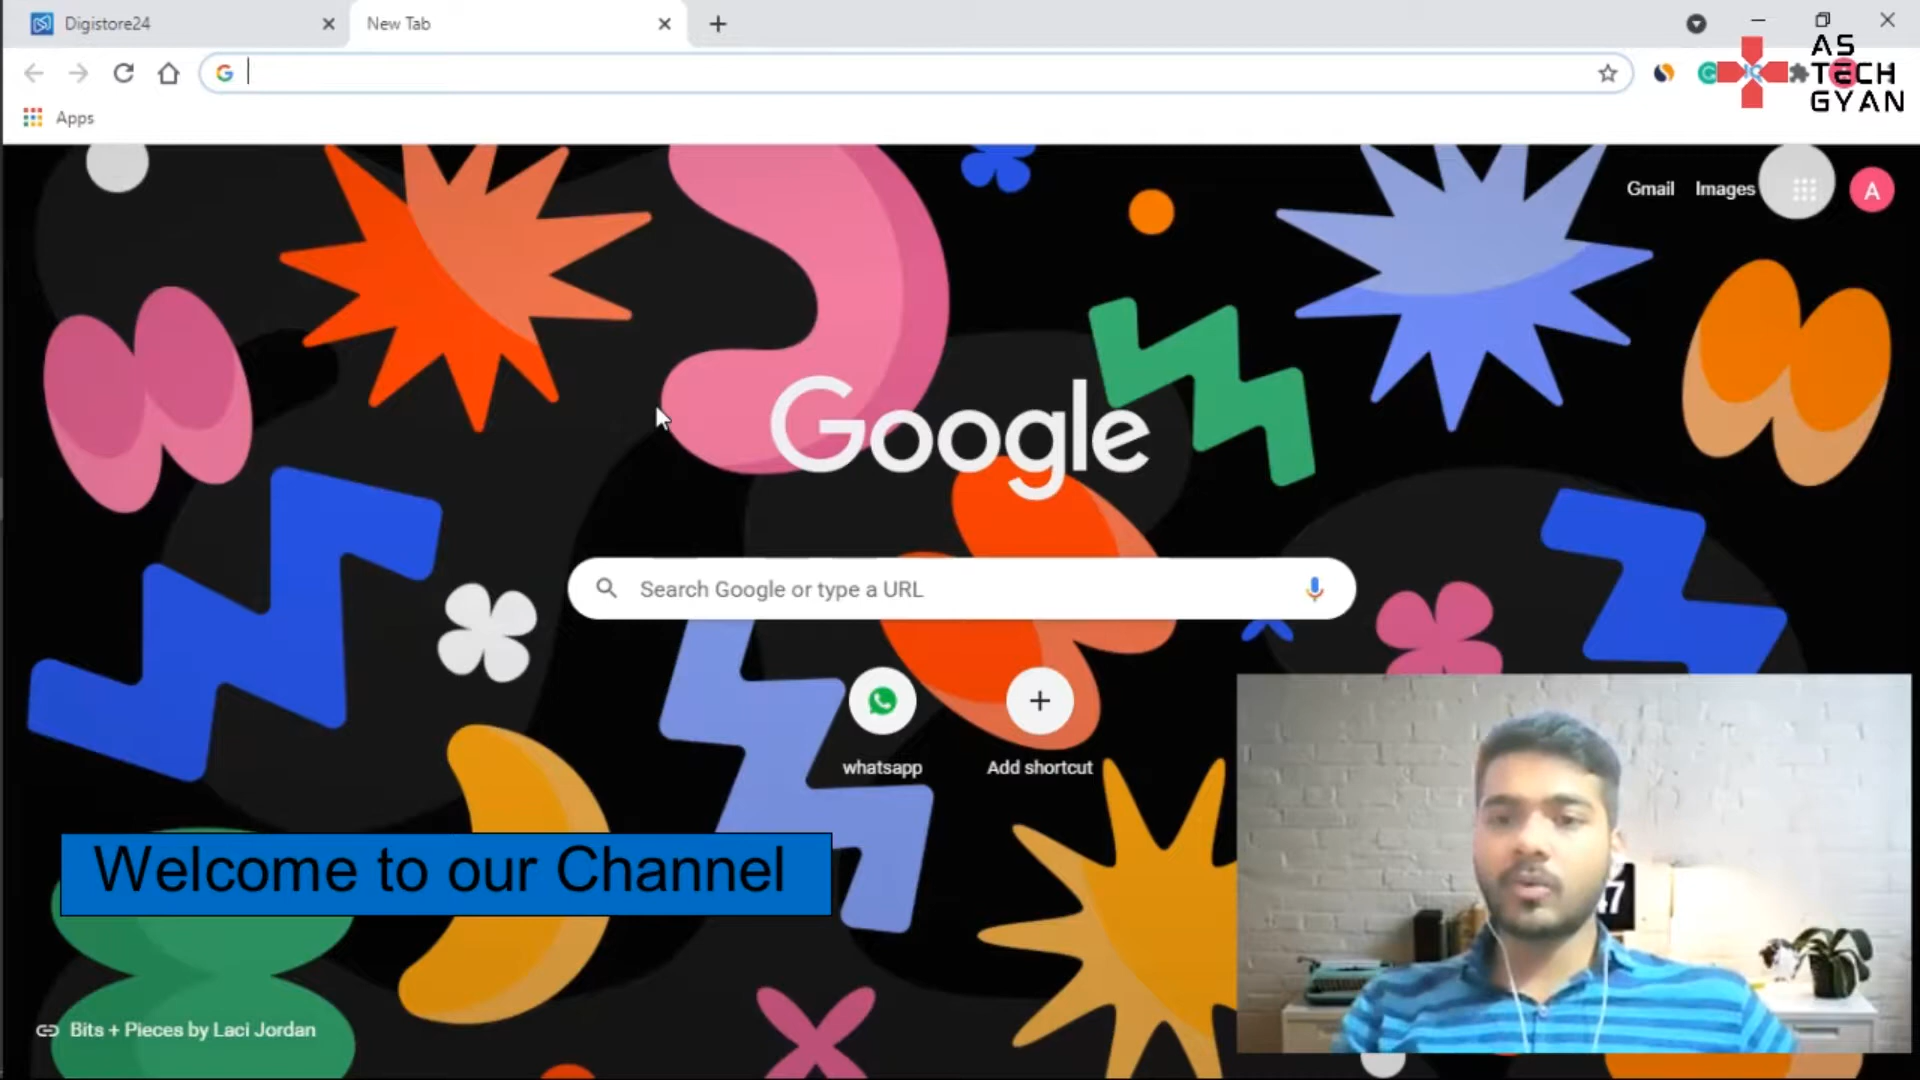 Digistore24
New Tab
AS
TECH
GYAN
Apps
Gmail
Images
A
Google
Search Google or type a URL
whatsapp
Add shortcut
Welcome to our Channel
47
Bits + Pieces by Laci Jordan